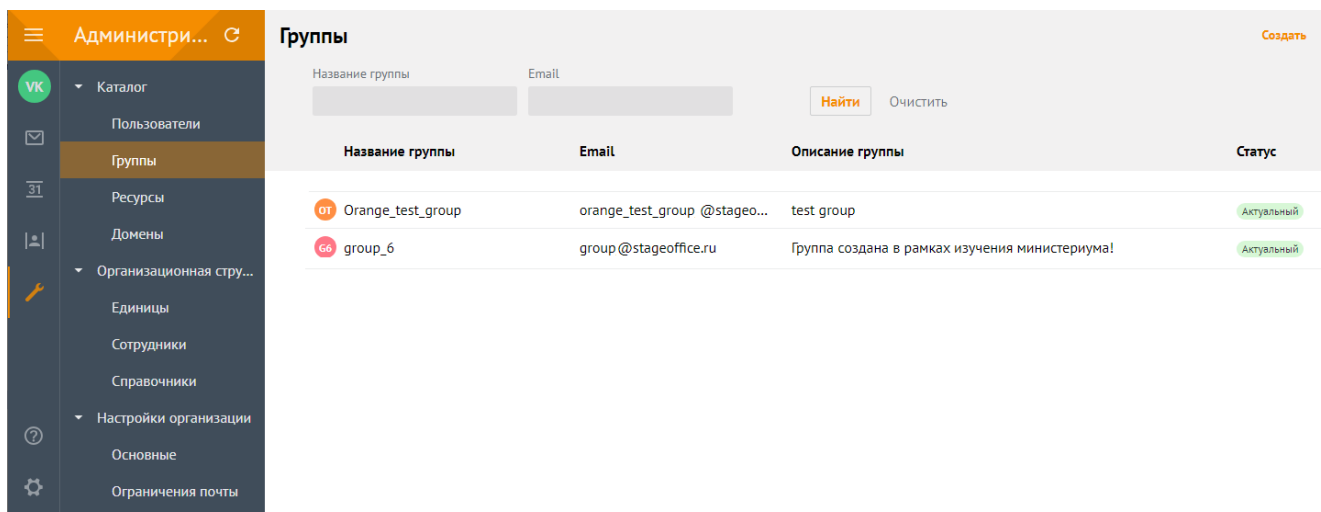 Администри...
Группы
Создать
VK
31
Каталог
Пользователи
Группы
Ресурсы
Домены
Организационная стру...
Единицы
Сотрудники
Справочники
Настройки организации
Основные
Ограничения почты
Название группы Email
Найти Очистить
Название группы Email Описание группы Статус
OT Orange_test_group orange_test_group @stageo... test group Актуальный
G6 group_6 group@stageoffice.ru Группа создана в рамках изучения министериума! Актуальный